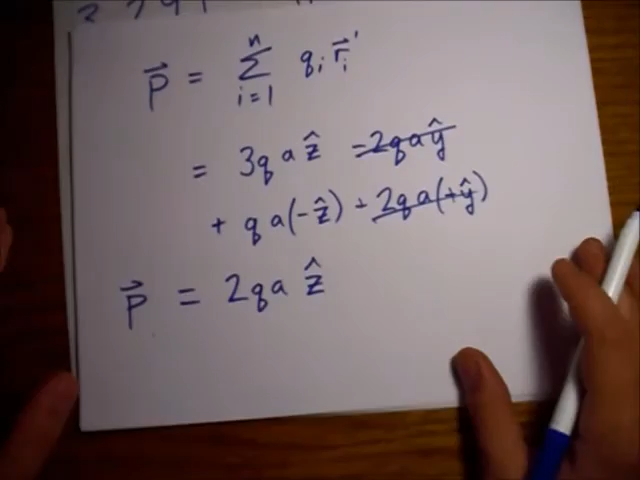 p⃗ = Σ_{i=1}^{n} q_i r⃗_i'
= 3qa ẑ - 2qa ŷ
+ qa(-ẑ) - 2qa(+ŷ)
p⃗ = 2qa ẑ